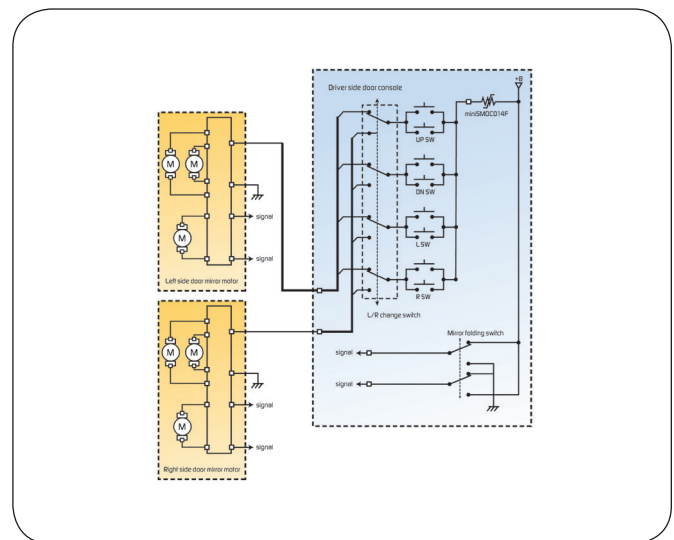 +B
Driver side door console
miniSMDC014F
UP SW
M
M
DN SW
signal
M
L SW
signal
Left side door mirror motor
R SW
L/R change switch
Mirror folding switch
signal
M
M
signal
signal
M
signal
Right side door mirror motor